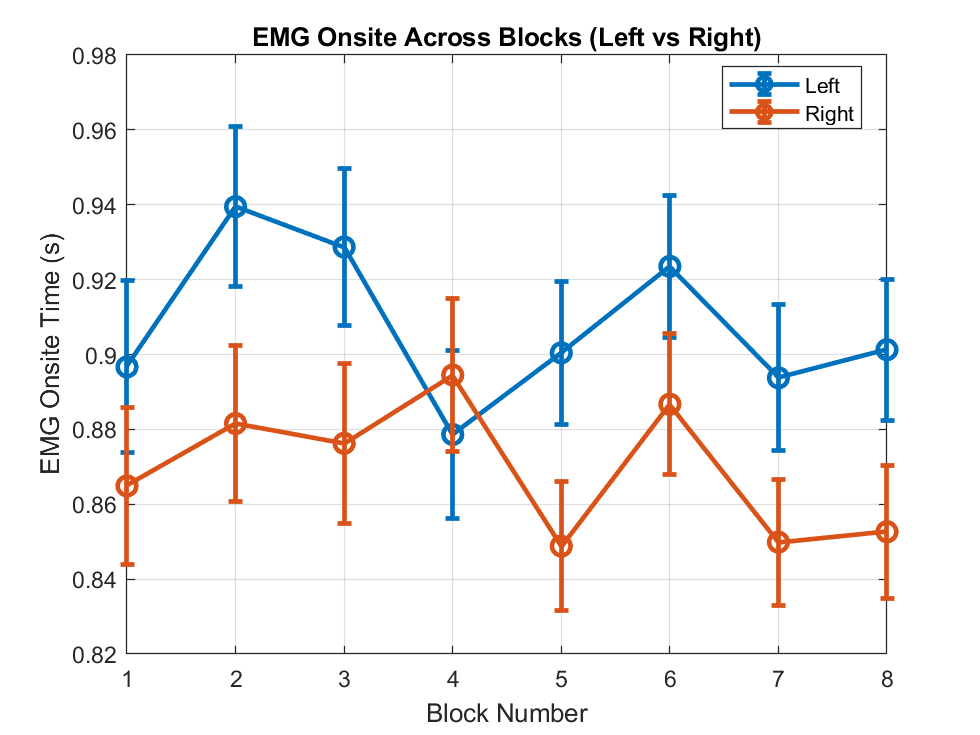 EMG Onsite Across Blocks (Left vs Right)
Left
Right
EMG Onsite Time (s)
0.98
0.96
0.94
0.92
0.9
0.88
0.86
0.84
0.82
1 2 3 4 5 6 7 8
Block Number